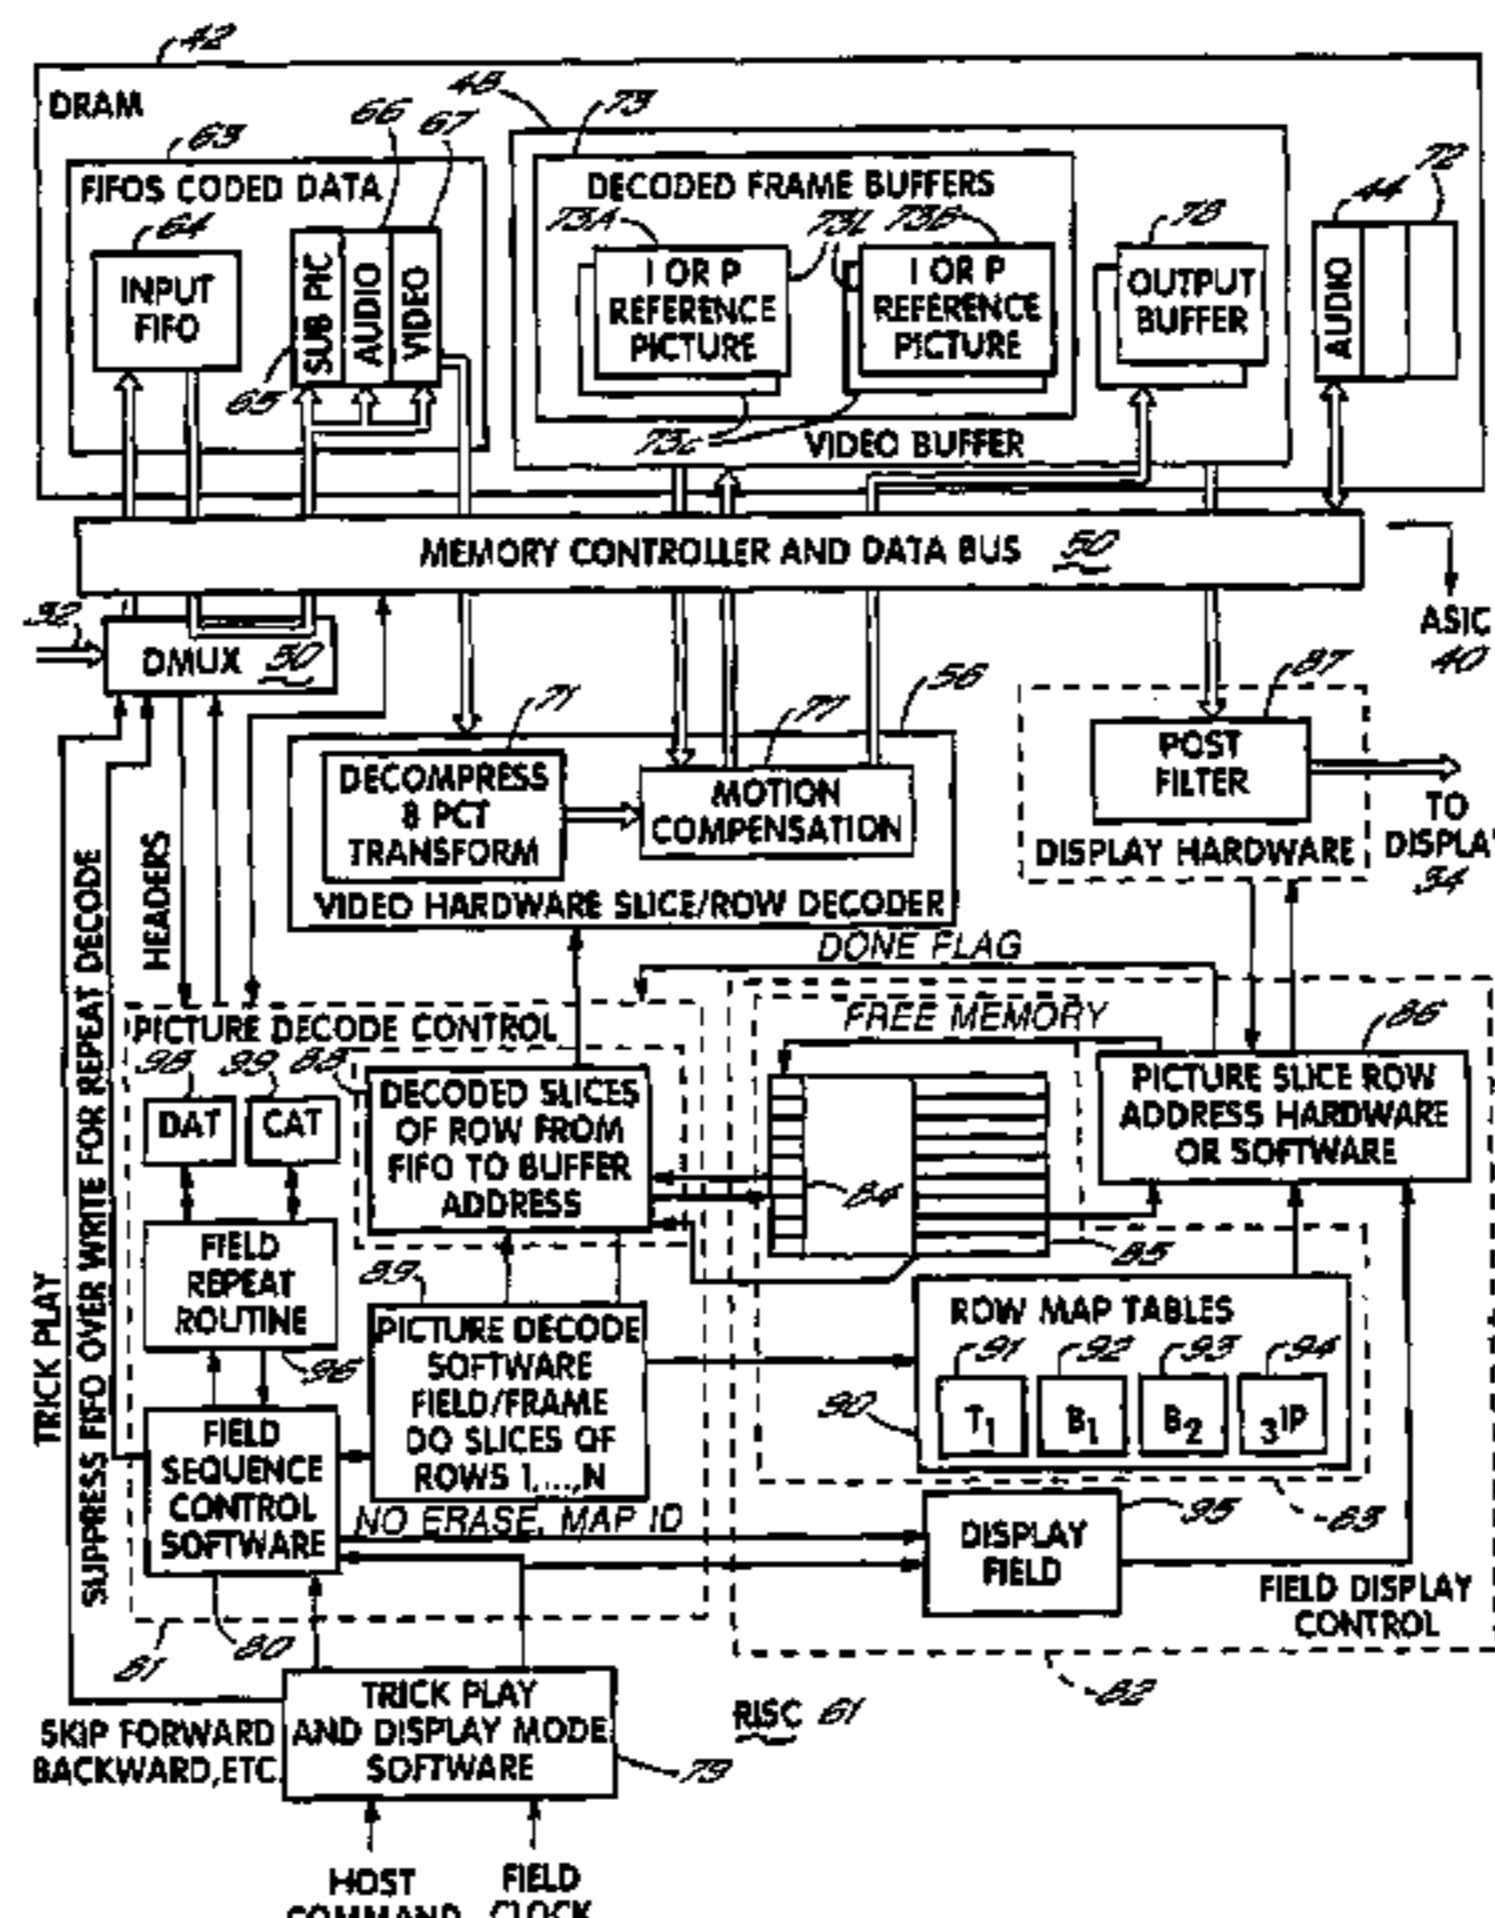 42
DRAM
48
73
66
67
63
72
44
FIFOS CODED DATA
DECODED FRAME BUFFERS
64
73A
73B
78
INPUT
FIFO
SUB PIC
AUDIO
VIDEO
I OR P
REFERENCE
PICTURE
I OR P
REFERENCE
PICTURE
OUTPUT
BUFFER
AUDIO
65
73c
VIDEO BUFFER
MEMORY CONTROLLER AND DATA BUS 50
ASIC
40
DMUX 50
71
77
56
87
DECOMPRESS
8 PCT
TRANSFORM
MOTION
COMPENSATION
POST
FILTER
DISPLAY HARDWARE
TO
VIDEO HARDWARE SLICE/ROW DECODER
HEADERS
TRICK PLAY
SUPPRESS FIFO OVER WRITE FOR REPEAT DECODE
DONE FLAG
PICTURE DECODE CONTROL
FREE MEMORY
86
98
99
88
DAT
CAT
DECODED SLICES
OF ROW FROM
FIFO TO BUFFER
ADDRESS
84
85
PICTURE SLICE ROW
ADDRESS HARDWARE
OR SOFTWARE
FIELD
REPEAT
ROUTINE
96
89
PICTURE DECODE
SOFTWARE
FIELD/FRAME
DO SLICES OF
ROWS 1,...,N
ROW MAP TABLES
91
92
93
94
90
T1
B1
B2
3IP
83
FIELD
SEQUENCE
CONTROL
SOFTWARE
NO ERASE, MAP ID
95
DISPLAY
FIELD
FIELD DISPLAY
CONTROL
80
82
TRICK PLAY
AND DISPLAY MODE
SOFTWARE
SKIP FORWARD
BACKWARD,ETC.
79
RISC 61
HOST
COMMAND
FIELD
CLOCK